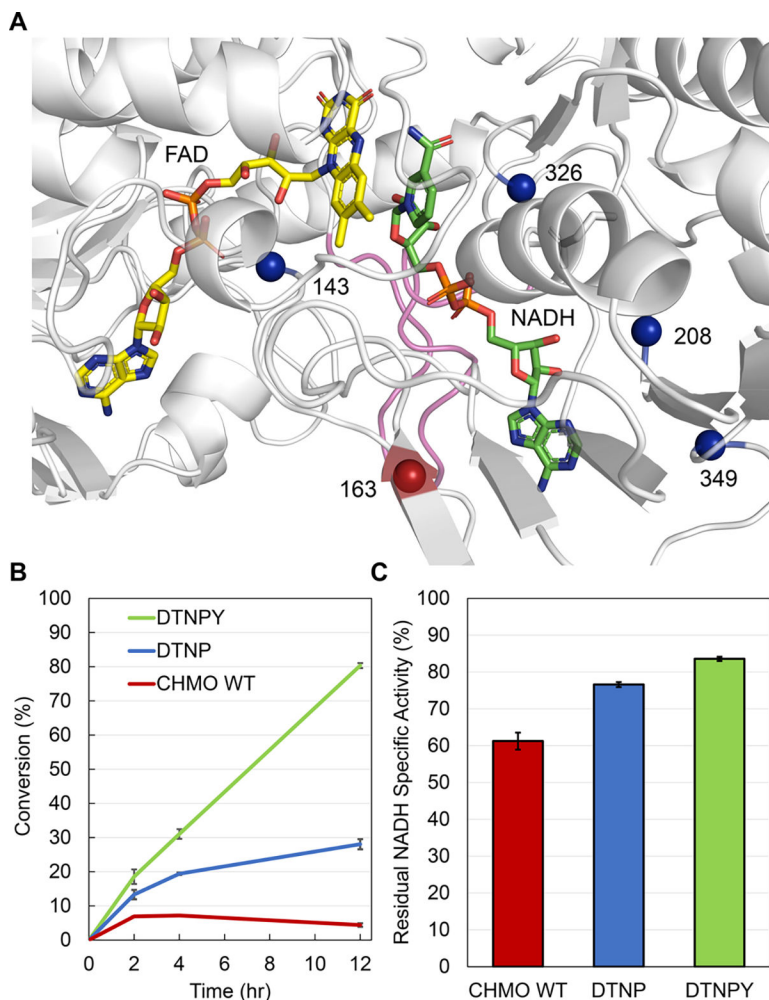 A
FAD
326
143
NADH
208
163
349
B
100
90
80
70
60
50
40
30
20
10
0
Conversion (%)
DTNPY
DTNP
CHMO WT
0
2
4
6
8
10
12
Time (hr)
C
100
90
80
70
60
50
40
30
20
10
0
Residual NADH Specific Activity (%)
CHMO WT
DTNP
DTNPY